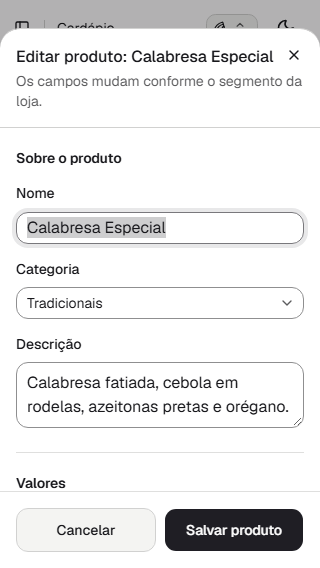 Cardápio
Editar produto: Calabresa Especial
Os campos mudam conforme o segmento da
loja.
Sobre o produto
Nome
Calabresa Especial
Categoria
Tradicionais
Descrição
Calabresa fatiada, cebola em
rodelas, azeitonas pretas e orégano.
Valores
Cancelar
Salvar produto